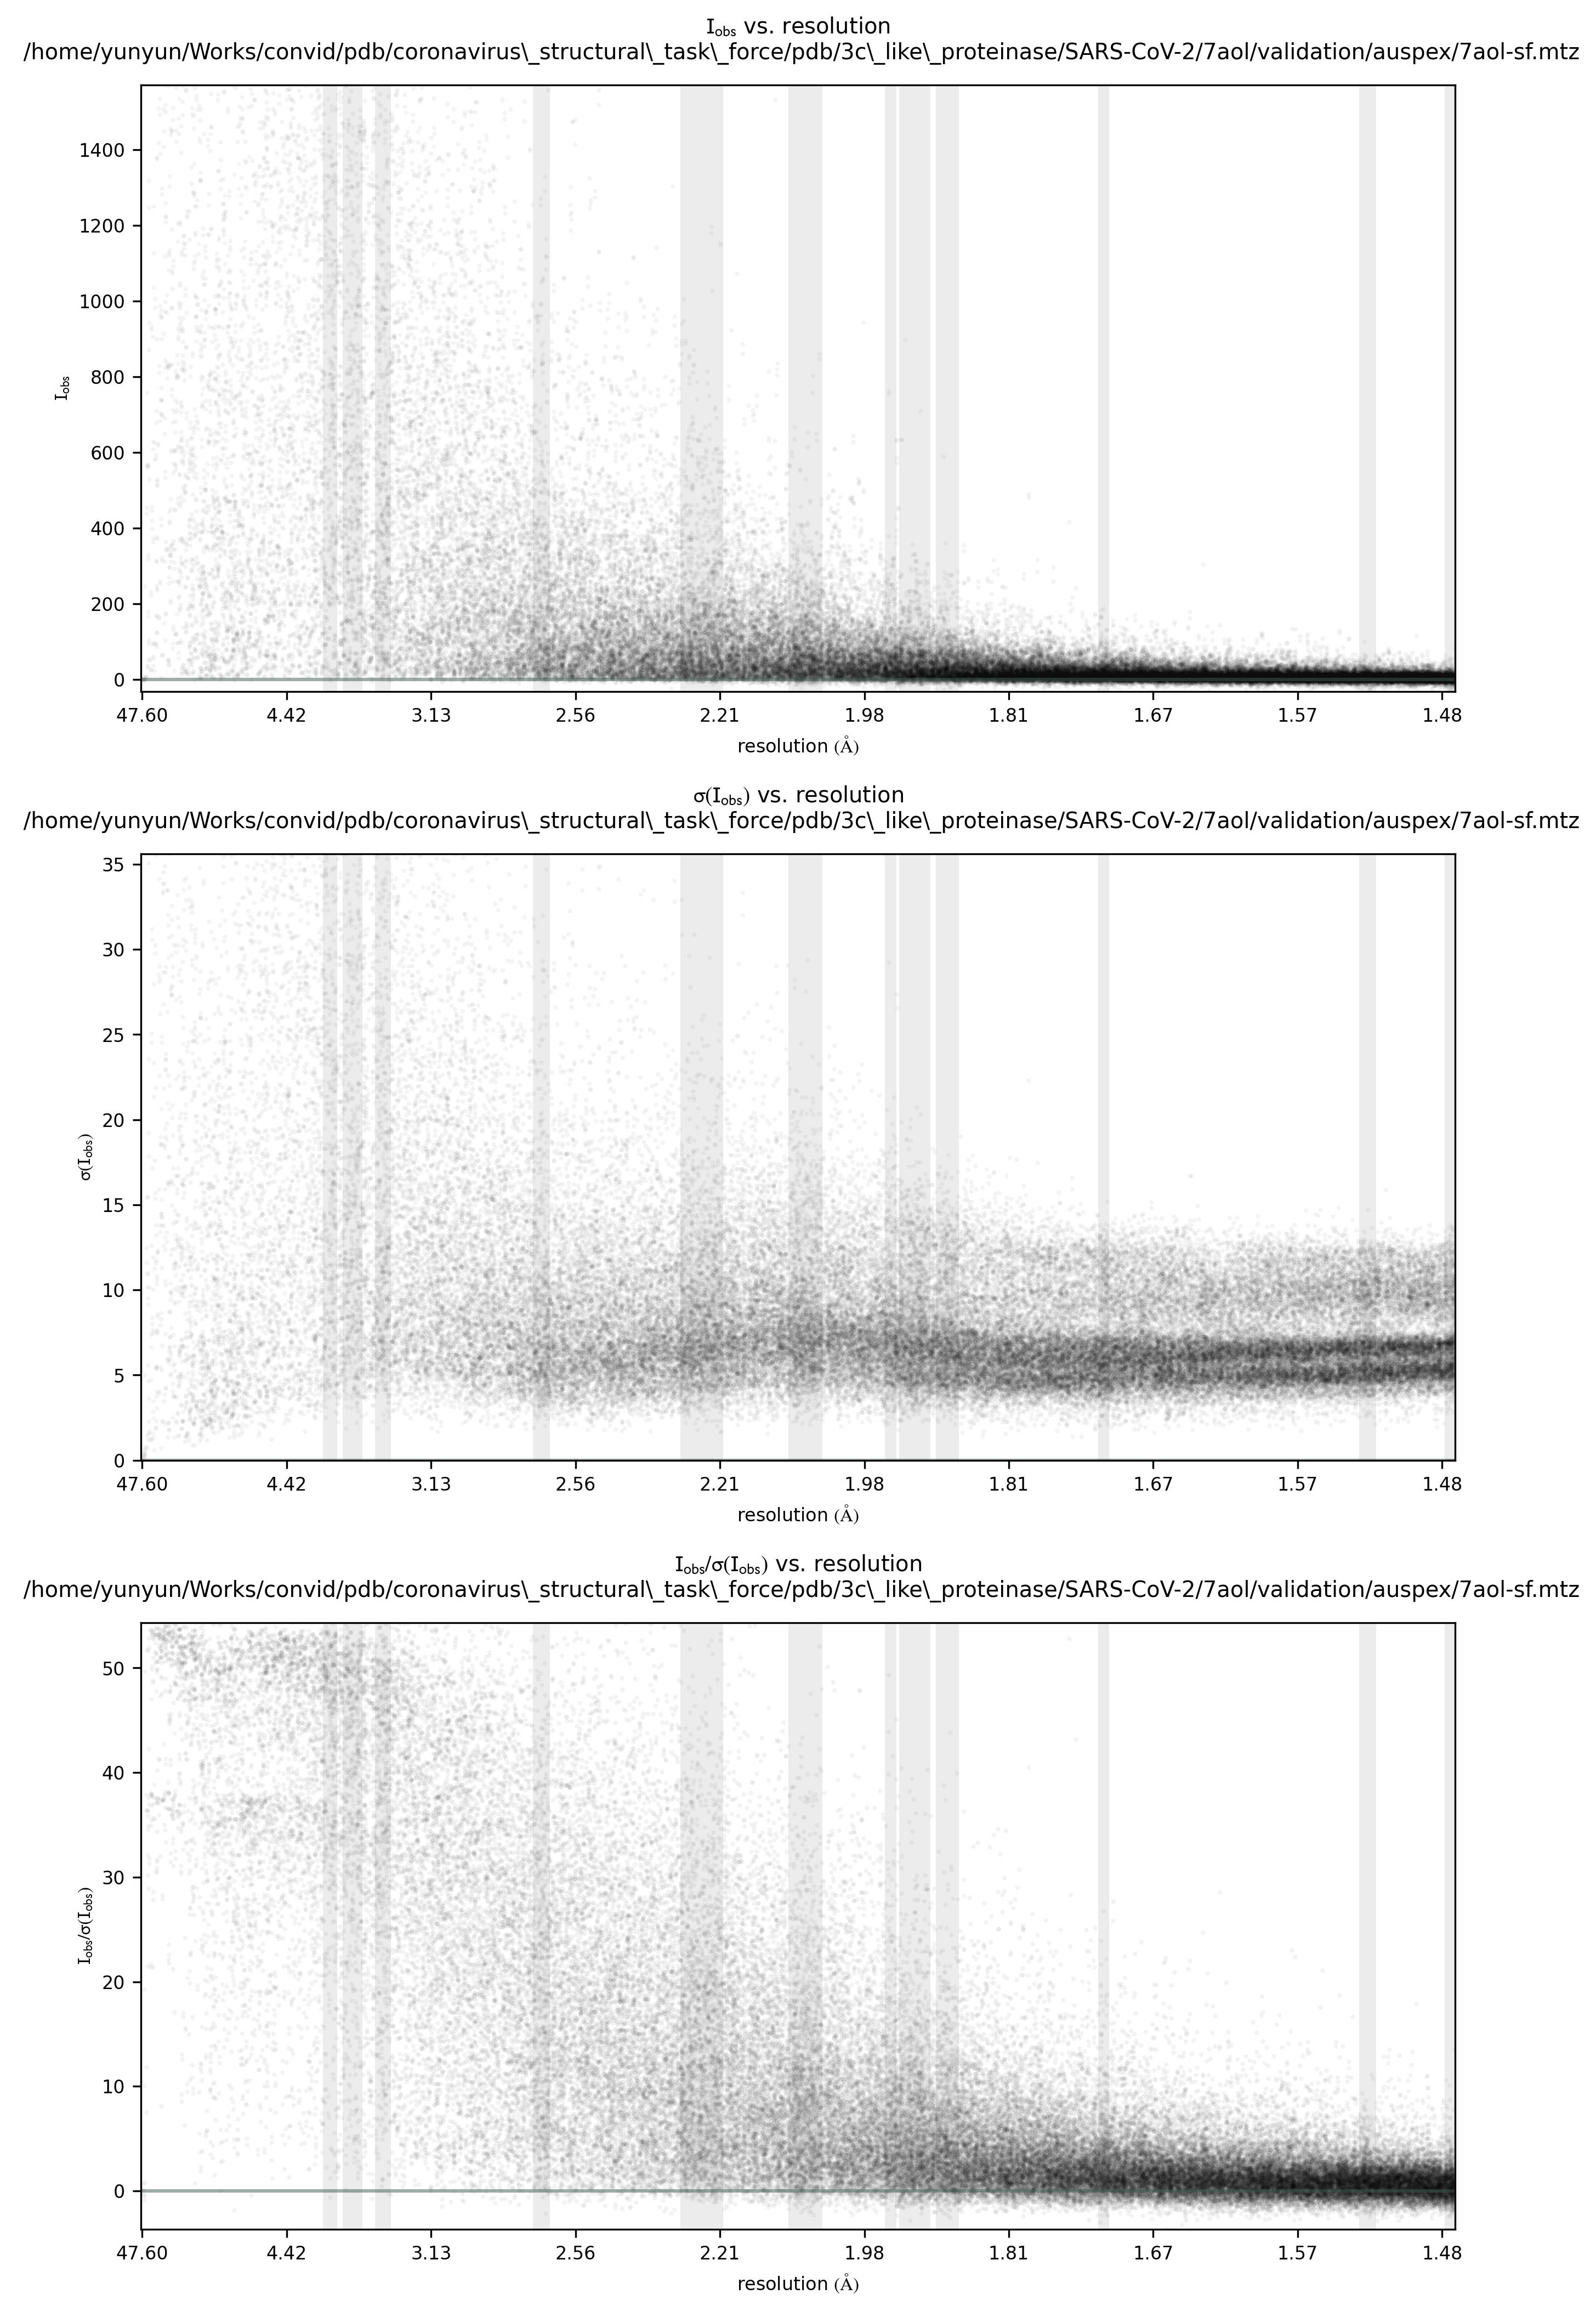 I_obs vs. resolution
/home/yunyun/Works/convid/pdb/coronavirus\_structural\_task\_force/pdb/3c\_like\_proteinase/SARS-CoV-2/7aol/validation/auspex/7aol-sf.mtz
I_obs
1400
1200
1000
800
600
400
200
0
47.60 4.42 3.13 2.56 2.21 1.98 1.81 1.67 1.57 1.48
resolution (Å)
σ(I_obs) vs. resolution
/home/yunyun/Works/convid/pdb/coronavirus\_structural\_task\_force/pdb/3c\_like\_proteinase/SARS-CoV-2/7aol/validation/auspex/7aol-sf.mtz
σ(I_obs)
35
30
25
20
15
10
5
0
47.60 4.42 3.13 2.56 2.21 1.98 1.81 1.67 1.57 1.48
resolution (Å)
I_obs/σ(I_obs) vs. resolution
/home/yunyun/Works/convid/pdb/coronavirus\_structural\_task\_force/pdb/3c\_like\_proteinase/SARS-CoV-2/7aol/validation/auspex/7aol-sf.mtz
I_obs/σ(I_obs)
50
40
30
20
10
0
47.60 4.42 3.13 2.56 2.21 1.98 1.81 1.67 1.57 1.48
resolution (Å)